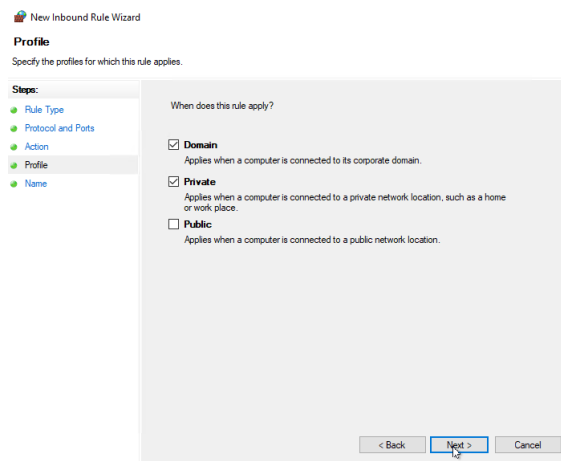 New Inbound Rule Wizard
Profile
Specify the profiles for which this rule applies.
Steps:
Rule Type
Protocol and Ports
Action
Profile
Name
When does this rule apply?
Domain
Applies when a computer is connected to its corporate domain.
Private
Applies when a computer is connected to a private network location, such as a home
or work place.
Public
Applies when a computer is connected to a public network location.
< Back
Next >
Cancel